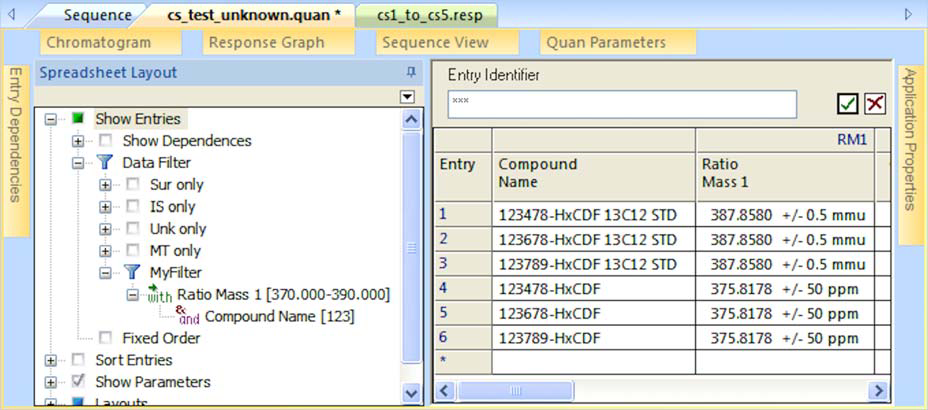 Sequence cs_test_unknown.quan * cs1_to_cs5.resp
Chromatogram Response Graph Sequence View Quan Parameters
Entry Dependencies
Spreadsheet Layout
Show Entries
Show Dependences
Data Filter
Sur only
IS only
Unk only
MT only
MyFilter
with Ratio Mass 1 [370.000-390.000]
& and Compound Name [123]
Fixed Order
Sort Entries
Show Parameters
Layouts
Entry Identifier
***
RM1
Entry Compound Name Ratio Mass 1
1 123478-HxCDF 13C12 STD 387.8580 +/- 0.5 mmu
2 123678-HxCDF 13C12 STD 387.8580 +/- 0.5 mmu
3 123789-HxCDF 13C12 STD 387.8580 +/- 0.5 mmu
4 123478-HxCDF 375.8178 +/- 50 ppm
5 123678-HxCDF 375.8178 +/- 50 ppm
6 123789-HxCDF 375.8178 +/- 50 ppm
*
Application Properties